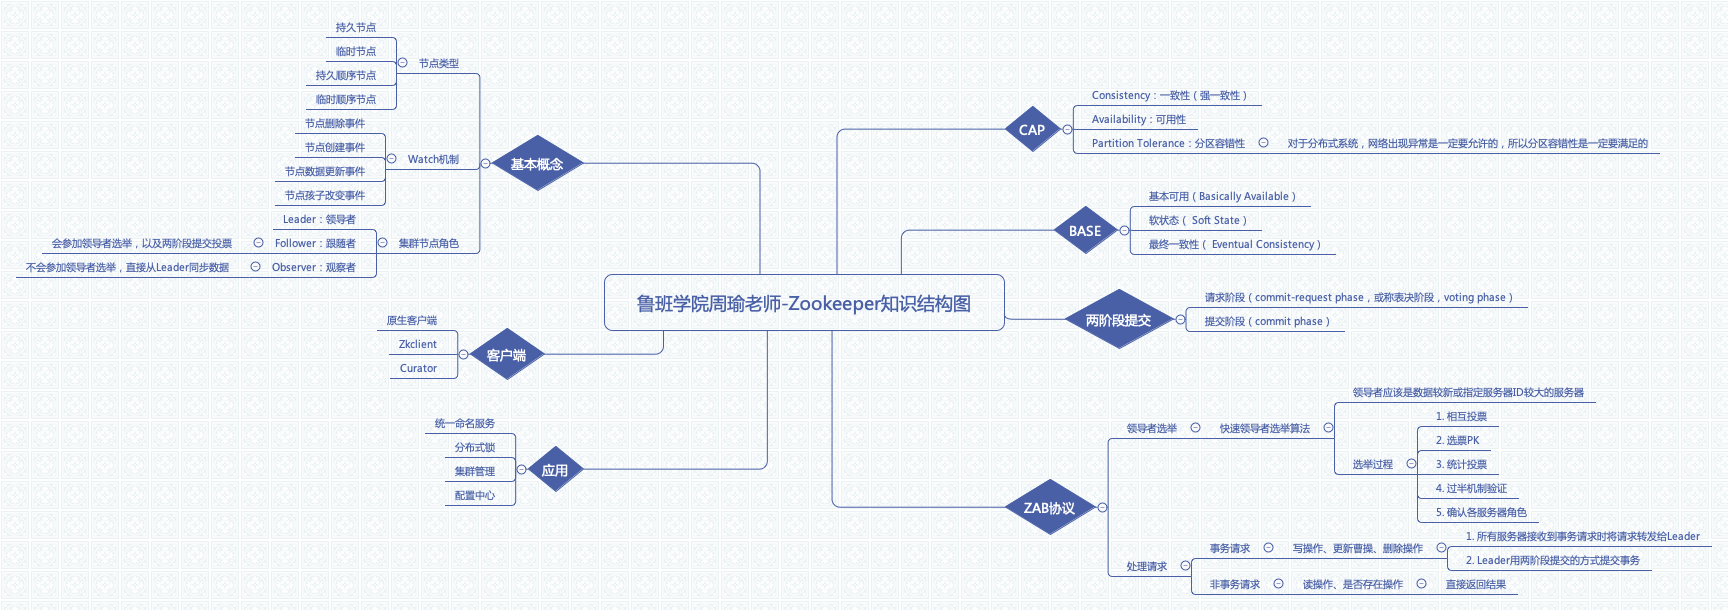 鲁班学院周瑜老师-Zookeeper知识结构图
基本概念
节点类型
持久节点
临时节点
持久顺序节点
临时顺序节点
Watch机制
节点删除事件
节点创建事件
节点数据更新事件
节点孩子改变事件
集群节点角色
Leader：领导者
Follower：跟随者
会参加领导者选举，以及两阶段提交投票
Observer：观察者
不会参加领导者选举，直接从Leader同步数据
客户端
原生客户端
Zkclient
Curator
应用
统一命名服务
分布式锁
集群管理
配置中心
CAP
Consistency：一致性（强一致性）
Availability：可用性
Partition Tolerance：分区容错性
对于分布式系统，网络出现异常是一定要允许的，所以分区容错性是一定要满足的
BASE
基本可用（Basically Available）
软状态（ Soft State）
最终一致性（ Eventual Consistency）
两阶段提交
请求阶段（commit-request phase，或称表决阶段，voting phase）
提交阶段（commit phase）
ZAB协议
领导者选举
快速领导者选举算法
领导者应该是数据较新或指定服务器ID较大的服务器
选举过程
1. 相互投票
2. 选票PK
3. 统计投票
4. 过半机制验证
5. 确认各服务器角色
处理请求
事务请求
写操作、更新曹操、删除操作
1. 所有服务器接收到事务请求时将请求转发给Leader
2. Leader用两阶段提交的方式提交事务
非事务请求
读操作、是否存在操作
直接返回结果